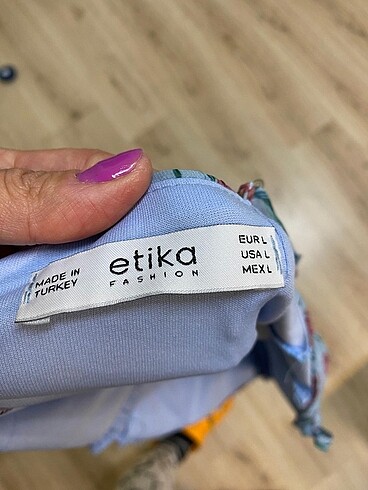 MADE IN
TURKEY
etika
FASHION
EUR L
USA L
MEX L